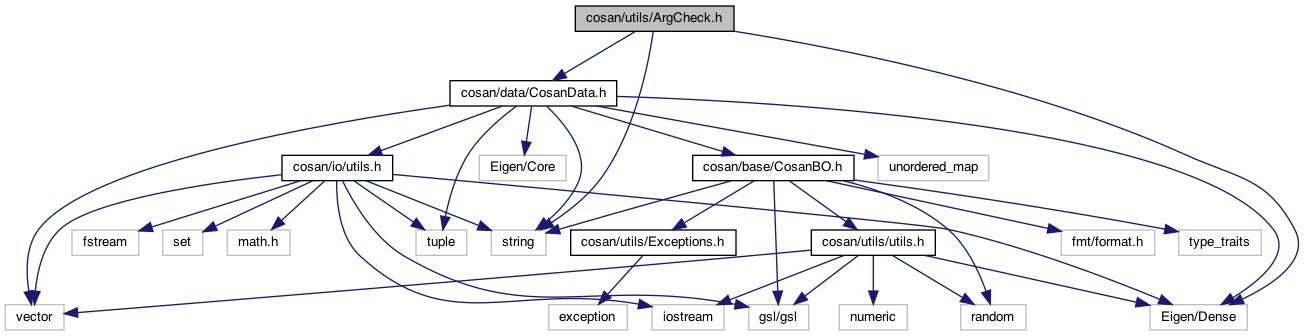 cosan/utils/ArgCheck.h
cosan/data/CosanData.h
cosan/io/utils.h
Eigen/Core
cosan/base/CosanBO.h
unordered_map
fstream
set
math.h
tuple
string
cosan/utils/Exceptions.h
cosan/utils/utils.h
fmt/format.h
type_traits
vector
exception
iostream
gsl/gsl
numeric
random
Eigen/Dense